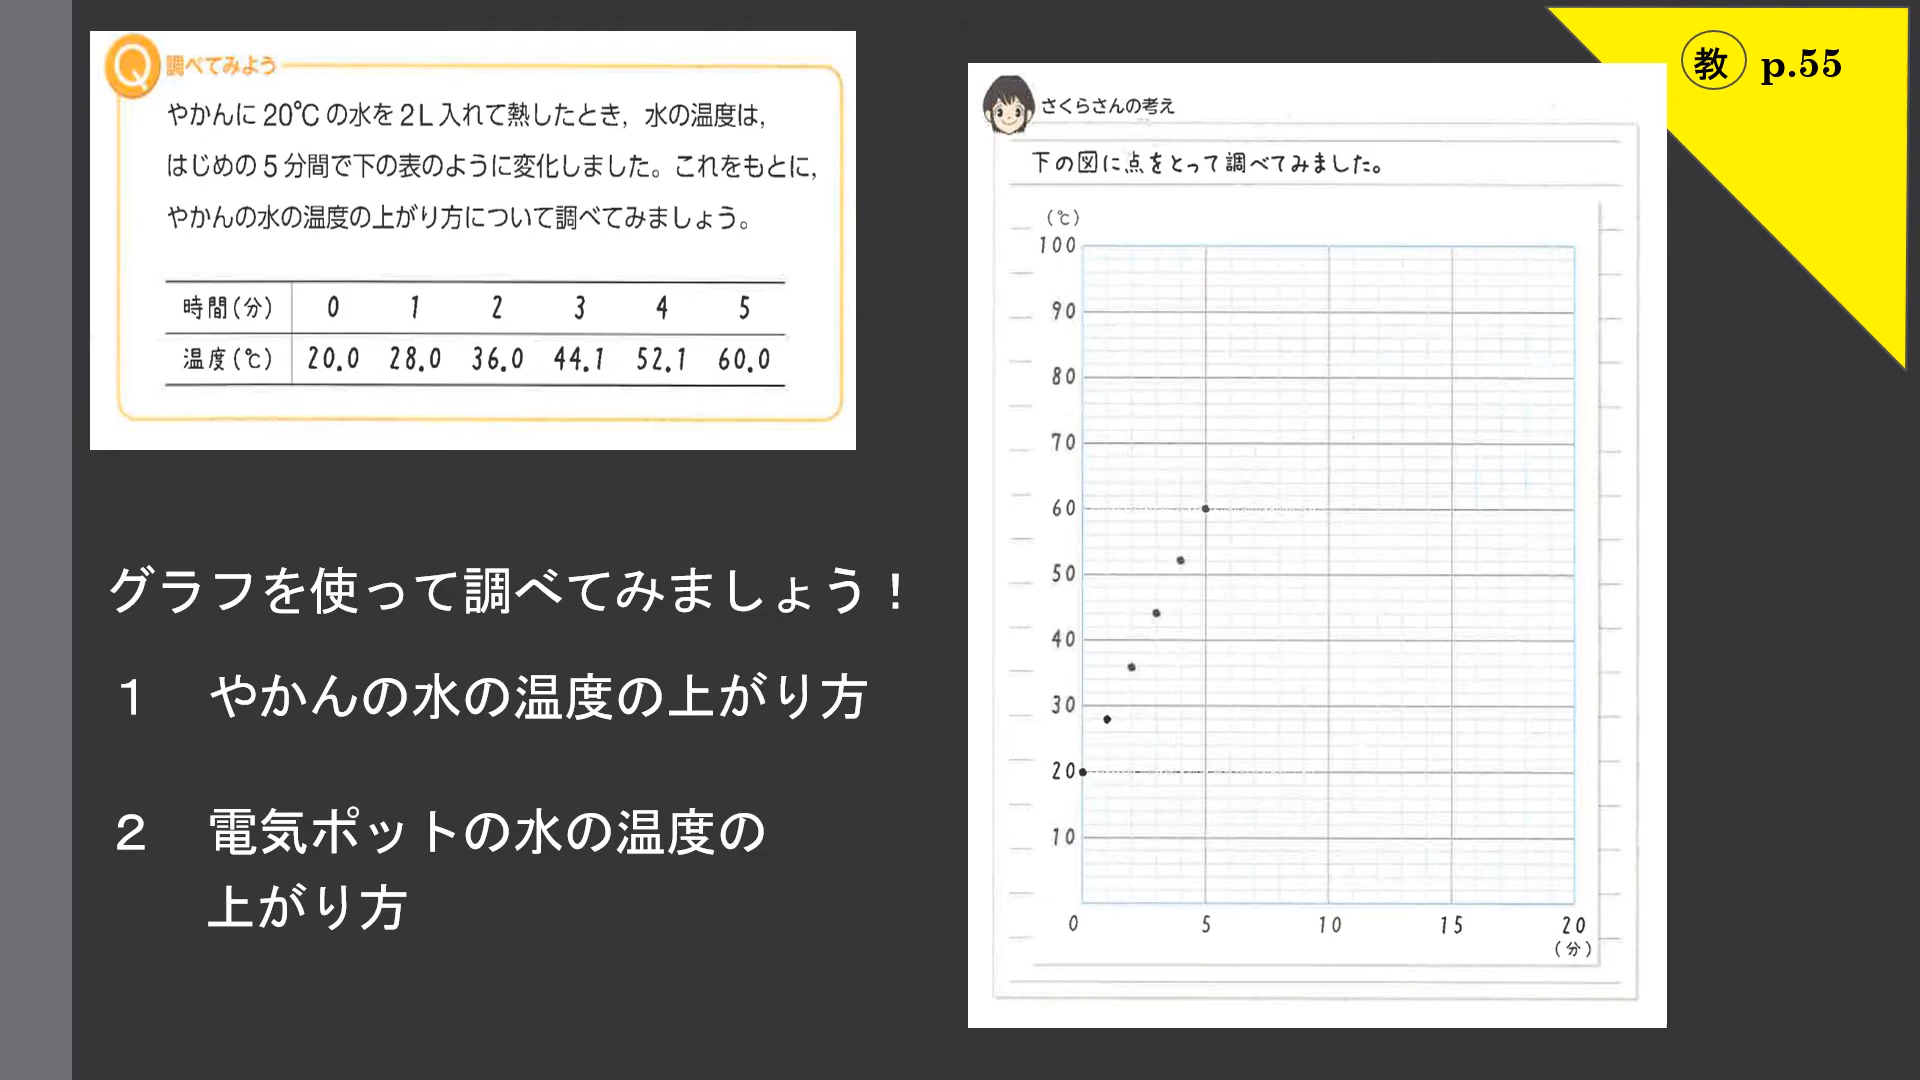 Q 調べてみよう
やかんに20℃の水を2L入れて熱したとき，水の温度は，
はじめの5分間で下の表のように変化しました。これをもとに，
やかんの水の温度の上がり方について調べてみましょう。
時間(分) 0 1 2 3 4 5
温度(℃) 20.0 28.0 36.0 44.1 52.1 60.0
グラフを使って調べてみましょう！
１ やかんの水の温度の上がり方
２ 電気ポットの水の温度の
上がり方
教 p.55
さくらさんの考え
下の図に点をとって調べてみました。
(℃)
100
90
80
70
60
50
40
30
20
10
0 5 10 15 20
(分)